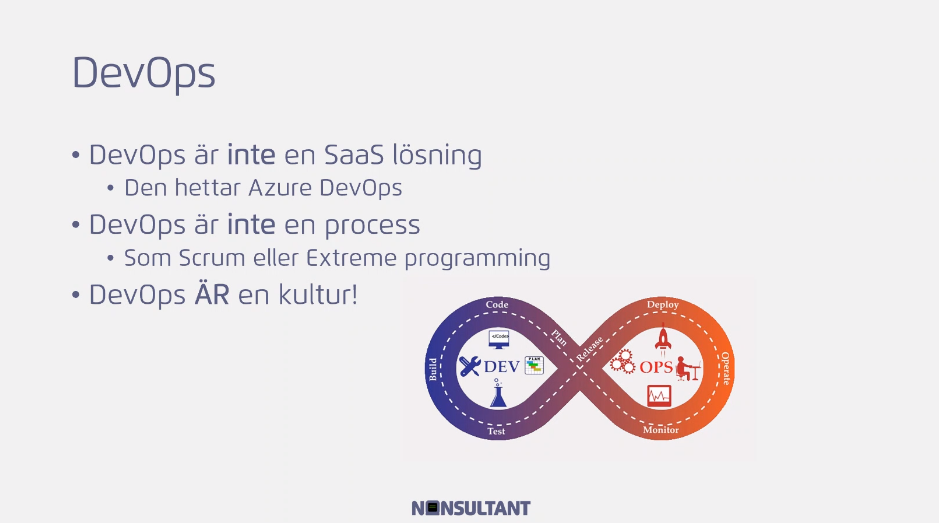 DevOps
• DevOps är inte en SaaS lösning
• Den hettar Azure DevOps
• DevOps är inte en process
• Som Scrum eller Extreme programming
• DevOps ÄR en kultur!
Code
Plan
Build
Test
</Code>
PLAN
DEV
Release
Deploy
Operate
Monitor
OPS
NONSULTANT